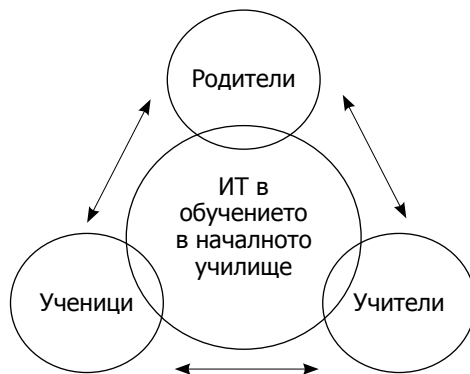 Родители
ИТ в
обучението
в началното
училище
Ученици
Учители